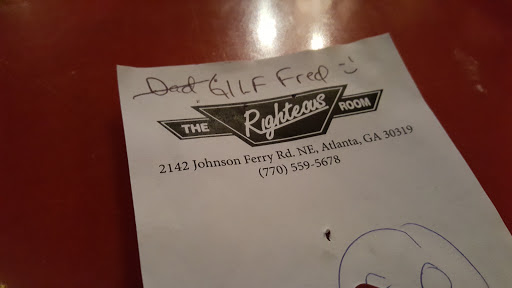 Dad GILF Fred :)
THE Righteous ROOM
2142 Johnson Ferry Rd. NE, Atlanta, GA 30319
(770) 559-5678